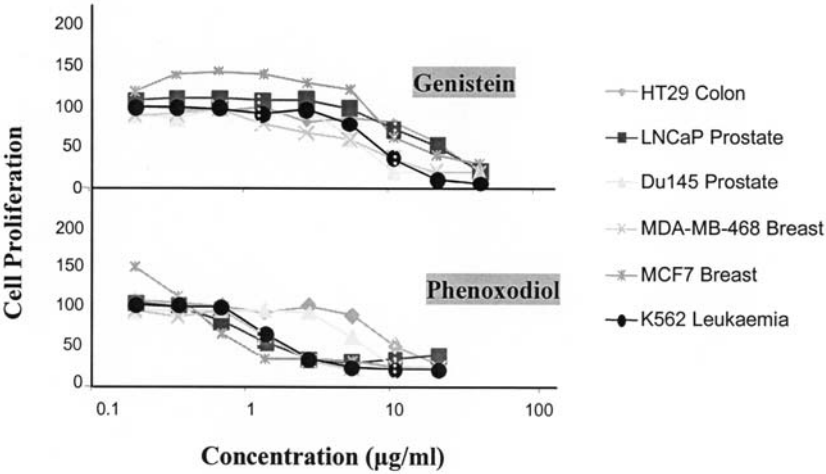 200
150
100
50
0
Genistein
200
150
100
50
0
Phenoxodiol
0.1
1
10
100
Cell Proliferation
Concentration (µg/ml)
HT29 Colon
LNCaP Prostate
Du145 Prostate
MDA-MB-468 Breast
MCF7 Breast
K562 Leukaemia